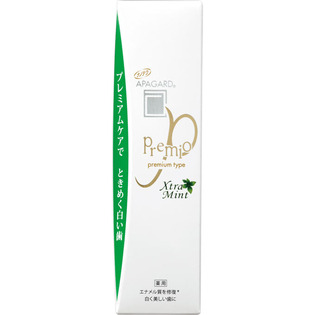 プレミアムケアで ときめく白い歯
APAGARD®
p
Premio
premium type
Xtra
Mint
薬用
エナメル質を修復*
白く美しい歯に